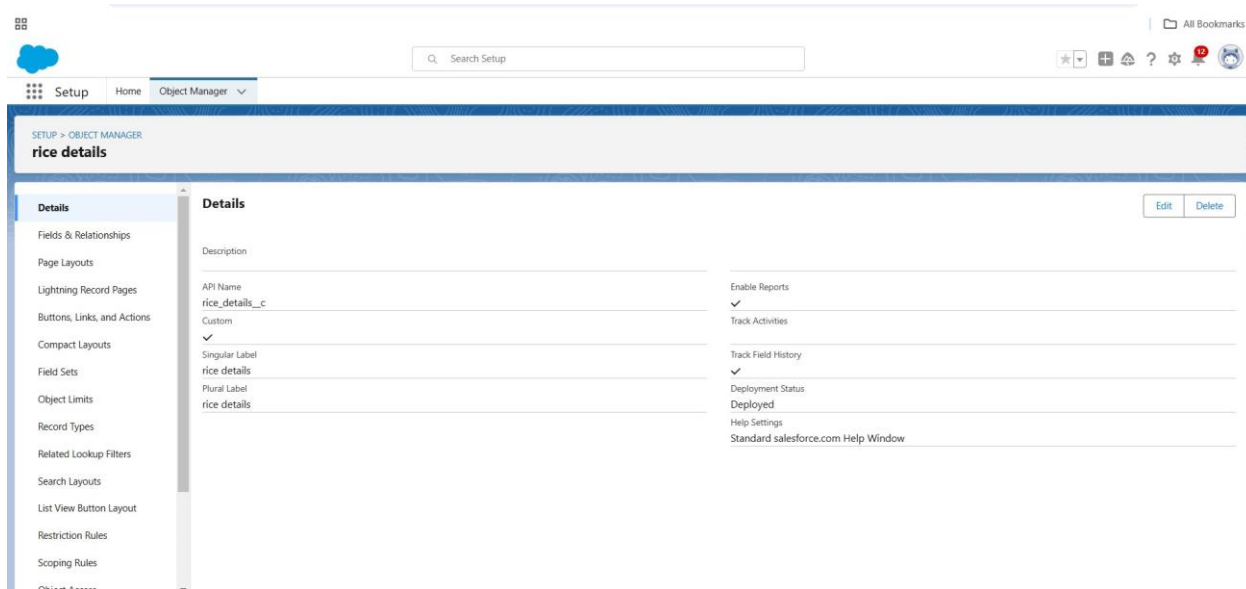 All Bookmarks
Search Setup
12
Setup Home Object Manager
SETUP > OBJECT MANAGER
rice details
Details
Fields & Relationships
Page Layouts
Lightning Record Pages
Buttons, Links, and Actions
Compact Layouts
Field Sets
Object Limits
Record Types
Related Lookup Filters
Search Layouts
List View Button Layout
Restriction Rules
Scoping Rules
Object Access
Details
Edit Delete
Description
API Name
rice_details__c
Custom
Singular Label
rice details
Plural Label
rice details
Enable Reports
Track Activities
Track Field History
Deployment Status
Deployed
Help Settings
Standard salesforce.com Help Window